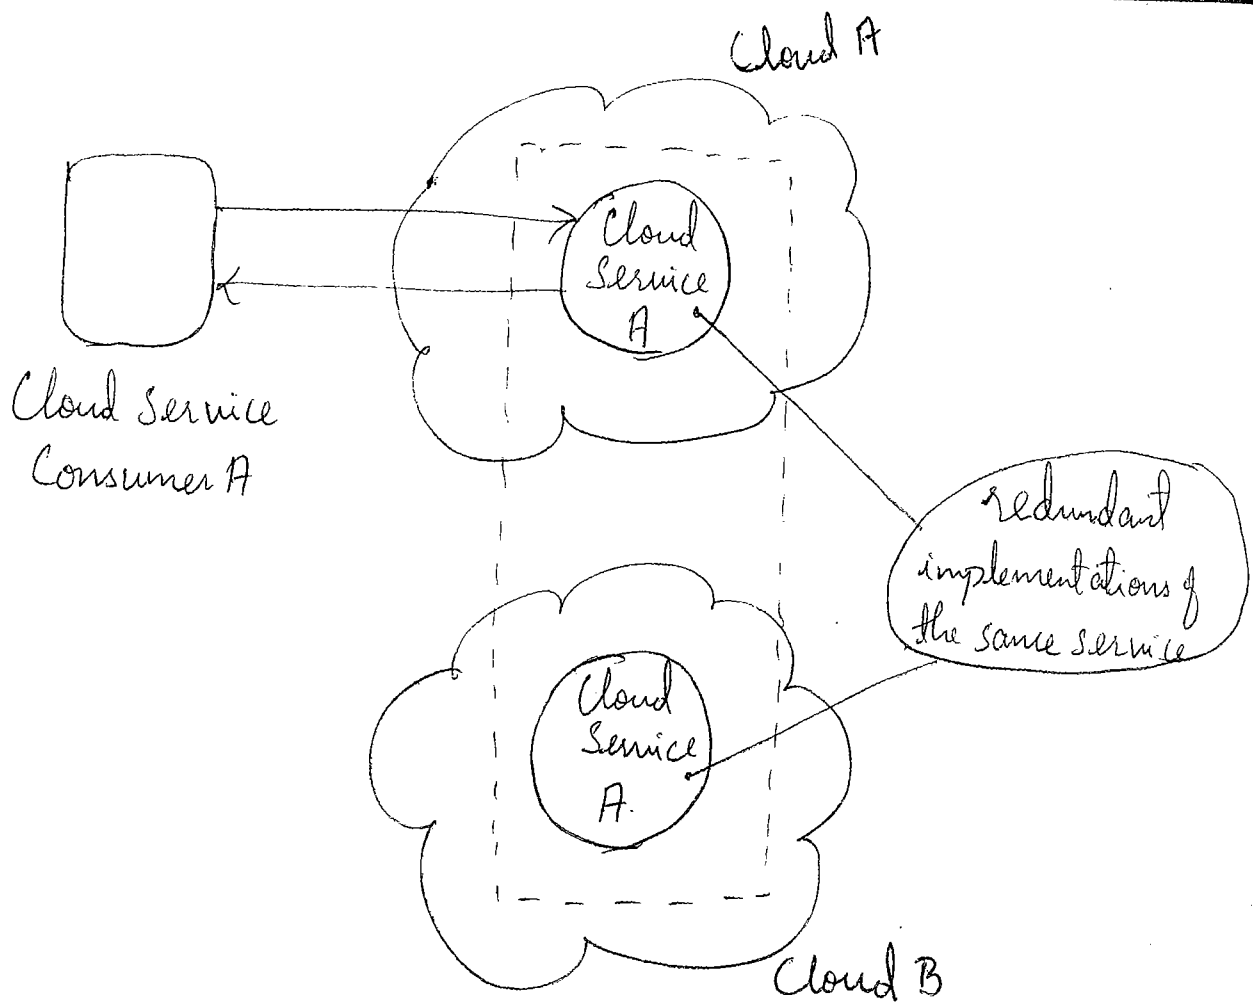 Cloud A
Cloud
Service
A
Cloud Service
Consumer A
redundant
implementations of
the same service
Cloud
Service
A.
Cloud B